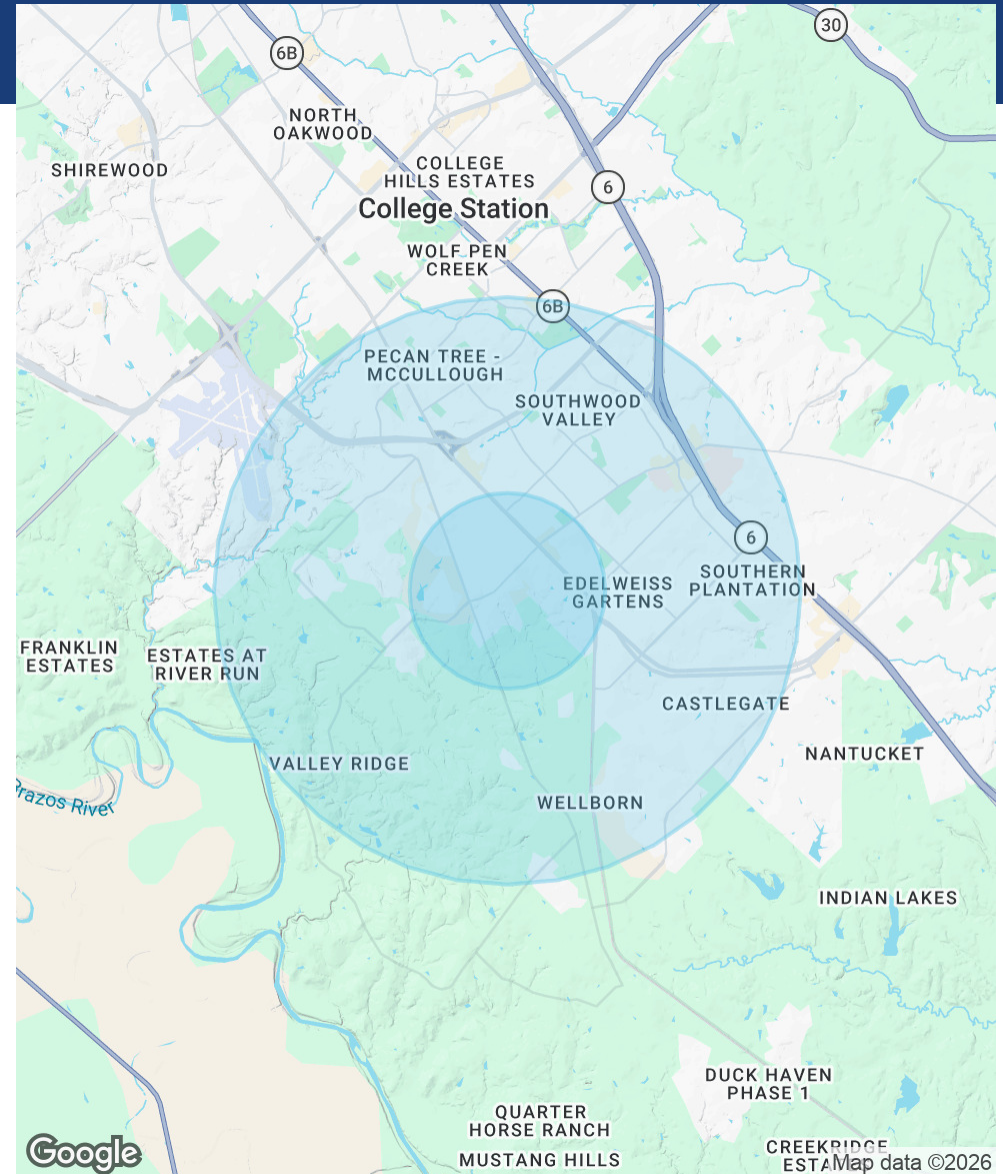 30
6B
NORTH
OAKWOOD
SHIREWOOD
COLLEGE
HILLS ESTATES
6
College Station
WOLF PEN
CREEK
6B
PECAN TREE -
MCCULLOUGH
SOUTHWOOD
VALLEY
6
SOUTHERN
PLANTATION
EDELWEISS
GARTENS
FRANKLIN
ESTATES
ESTATES AT
RIVER RUN
CASTLEGATE
NANTUCKET
VALLEY RIDGE
WELLBORN
River
INDIAN LAKES
DUCK HAVEN
PHASE 1
QUARTER
HORSE RANCH
MUSTANG HILLS
CREEKRIDGE
Google
Map data ©2026